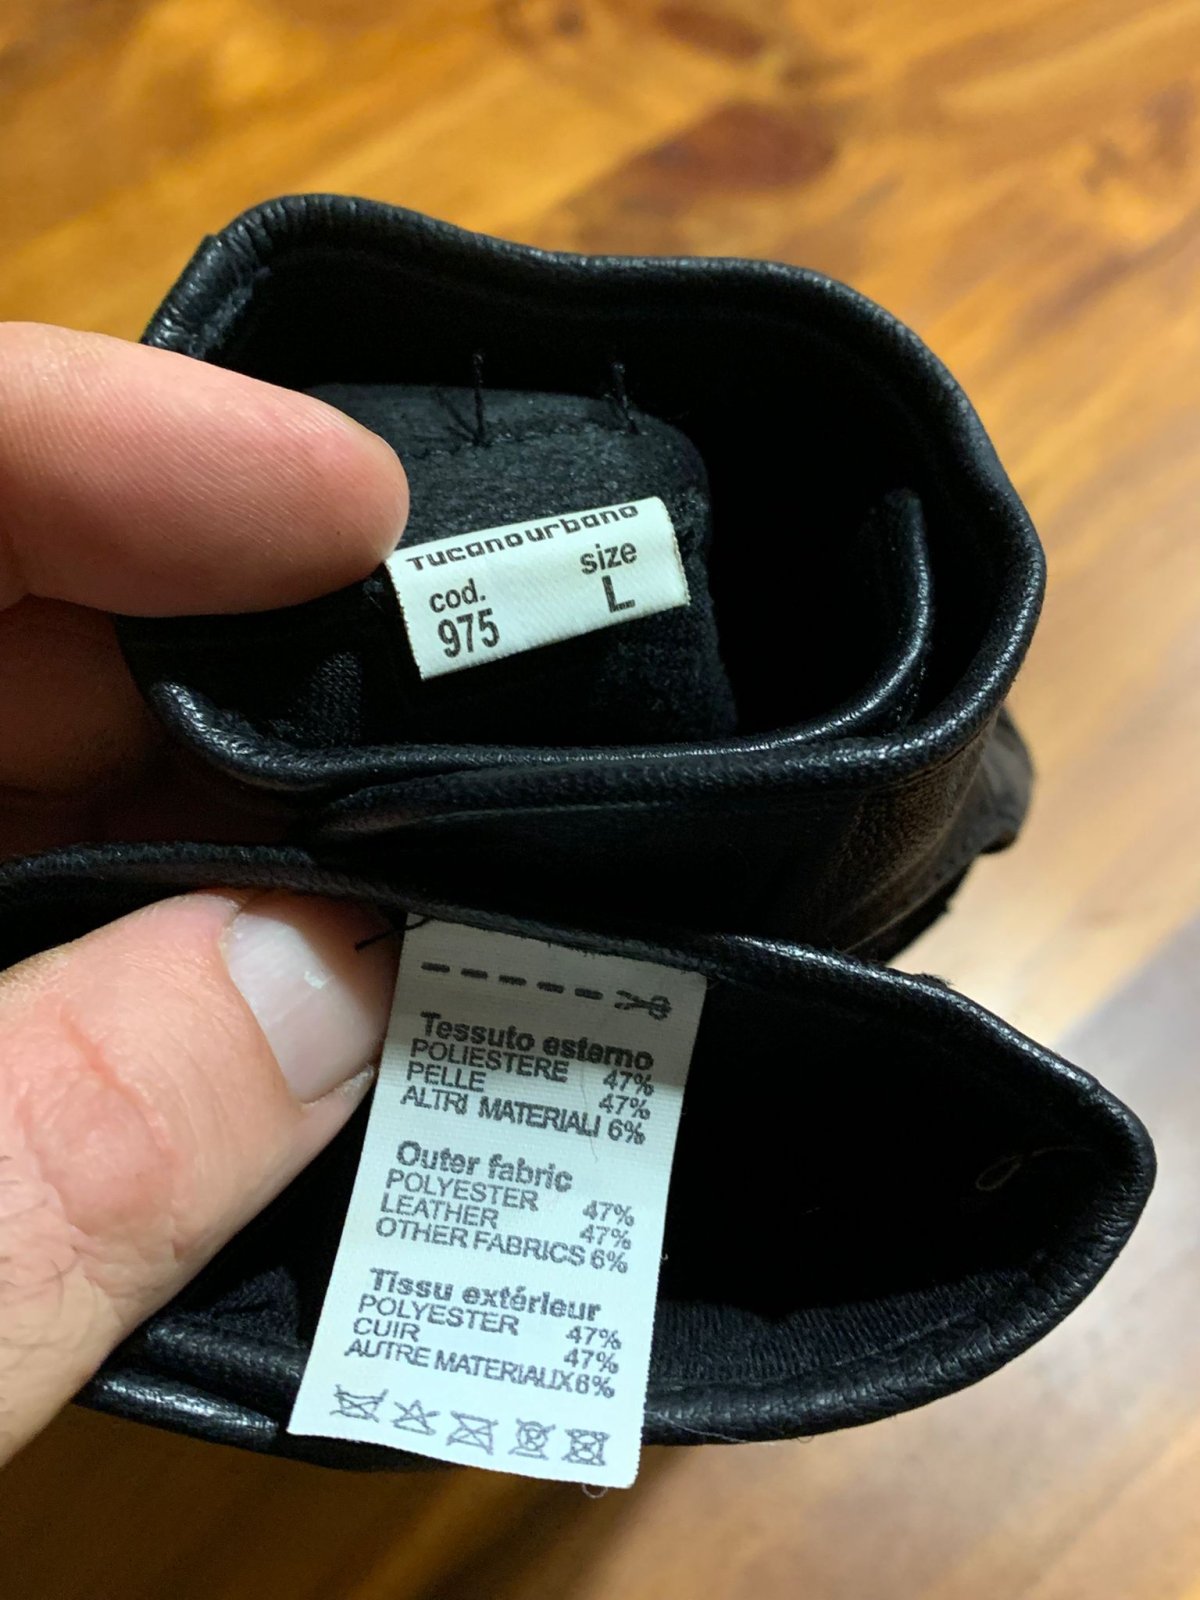 Tucanourbano
cod. size
975 L
Tessuto esterno
POLIESTERE 47%
PELLE 47%
ALTRI MATERIALI 6%
Outer fabric
POLYESTER 47%
LEATHER 47%
OTHER FABRICS 6%
Tissu extérieur
POLYESTER 47%
CUIR 47%
AUTRE MATERIAUX 6%